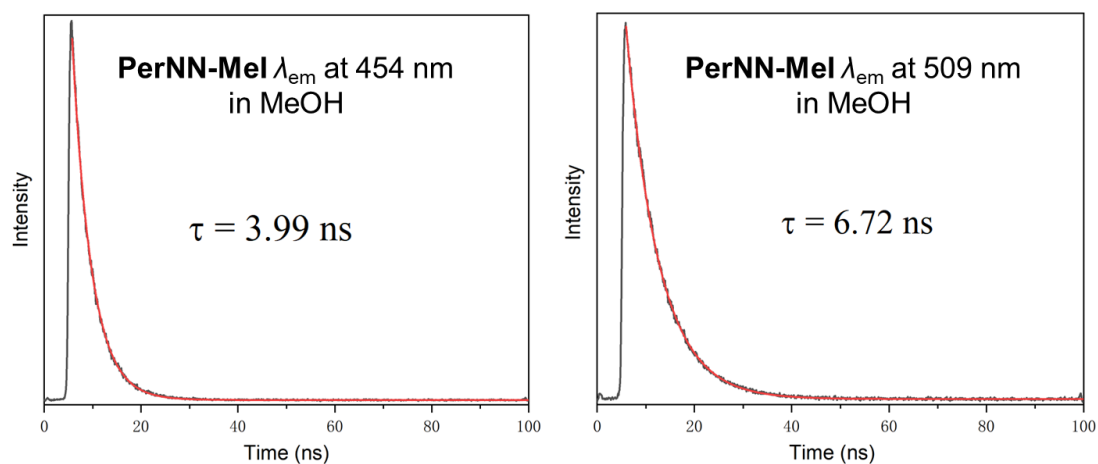 PerNN-MeI λem at 454 nm
in MeOH
τ = 3.99 ns
Intensity
0 20 40 60 80 100
Time (ns)
PerNN-MeI λem at 509 nm
in MeOH
τ = 6.72 ns
Intensity
0 10 20 30 40 60 80 100
Time (ns)